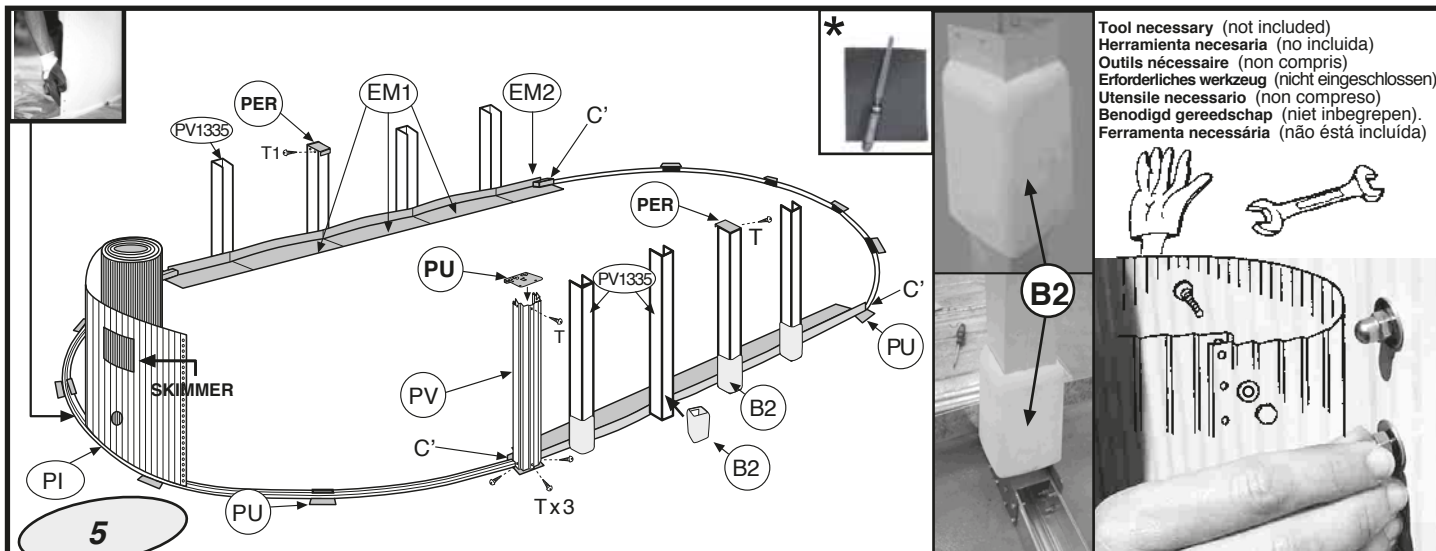 *
Tool necessary (not included)
Herramienta necesaria (no incluida)
Outils nécessaire (non compris)
Erforderliches werkzeug (nicht eingeschlossen)
Utensile necessario (non compreso)
Benodigd gereedschap (niet inbegrepen).
Ferramenta necessária (não éstá incluída)
PER
EM1
EM2
C'
PV1335
T1
PER
T
PU
PV1335
B2
C'
T
PU
SKIMMER
PV
B2
C'
B2
PI
PU
Tx3
5